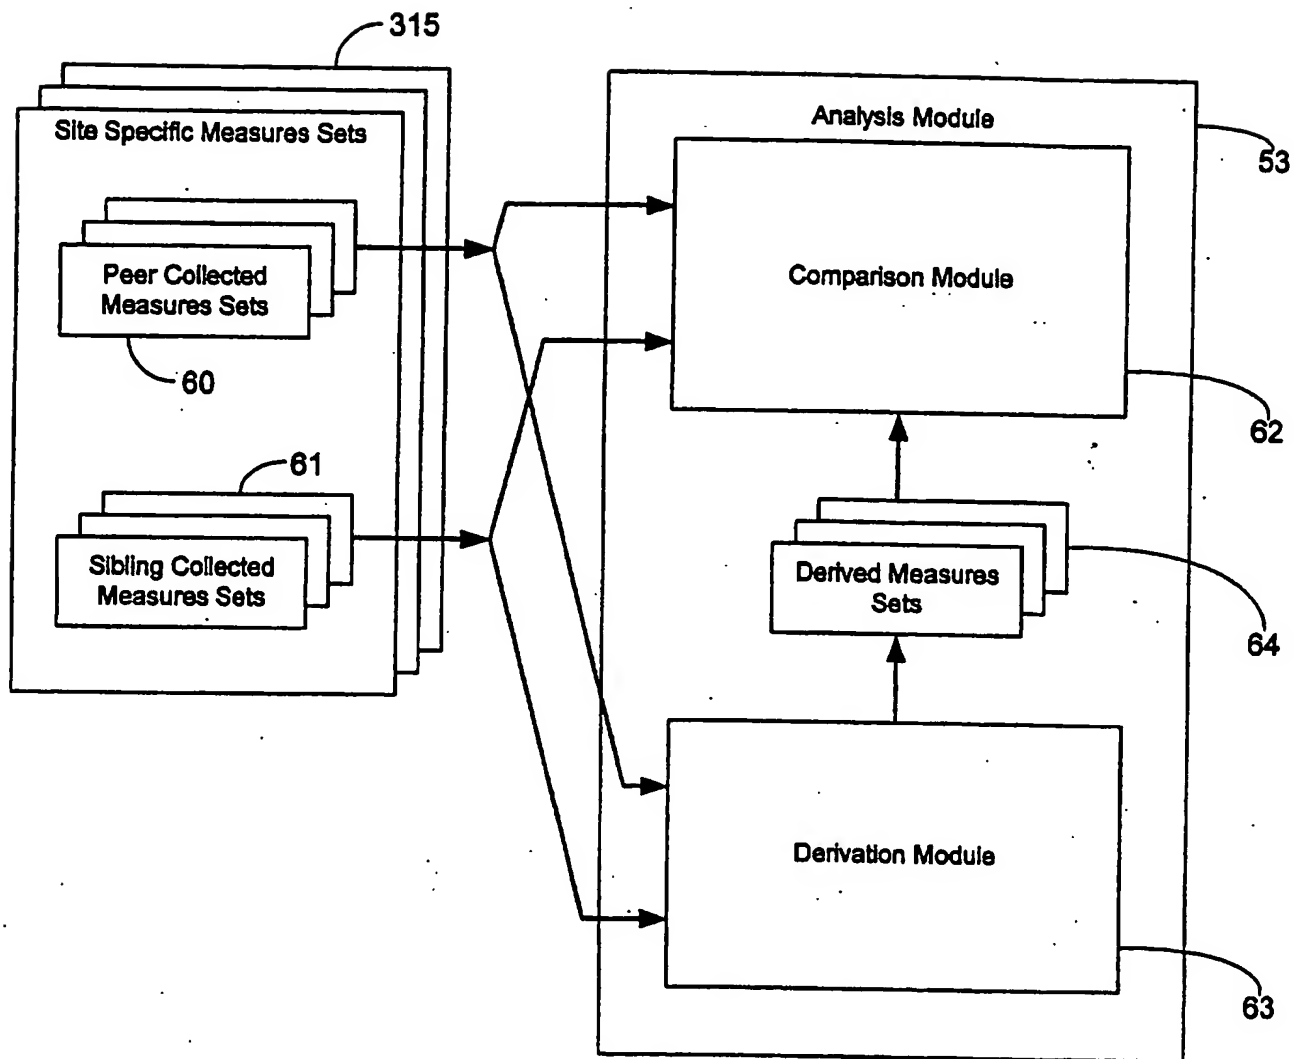 315
Site Specific Measures Sets
Analysis Module
53
Peer Collected
Measures Sets
Comparison Module
60
62
61
Sibling Collected
Measures Sets
Derived Measures
Sets
64
Derivation Module
63